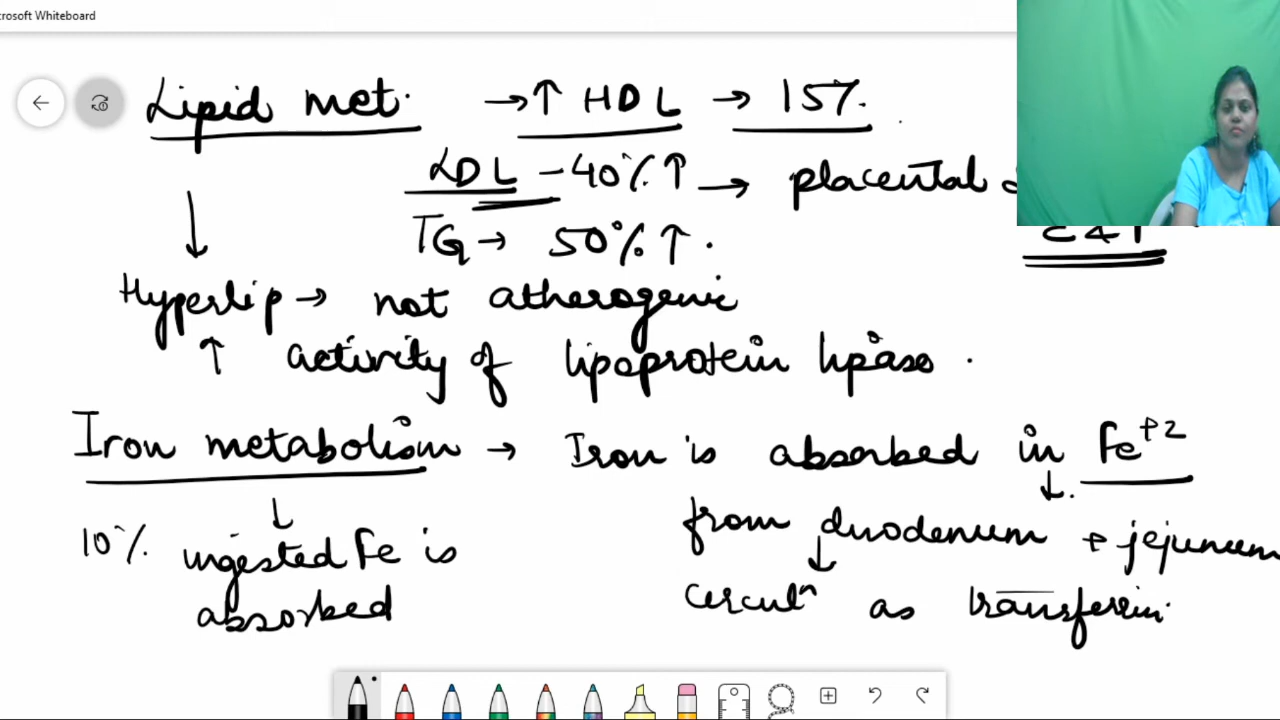 crosoft Whiteboard
Lipid met. → ↑ HDL → 15%.
LDL – 40% ↑ → placental
TG → 50% ↑.
Hyperlip → not atherogenic
↑ activity of lipoprotein lipase.
Iron metabolism → Iron is absorbed in Fe⁺²
↓ from duodenum + jejunum
10% ingested Fe is absorbed
↓ circulⁿ as transferrin.